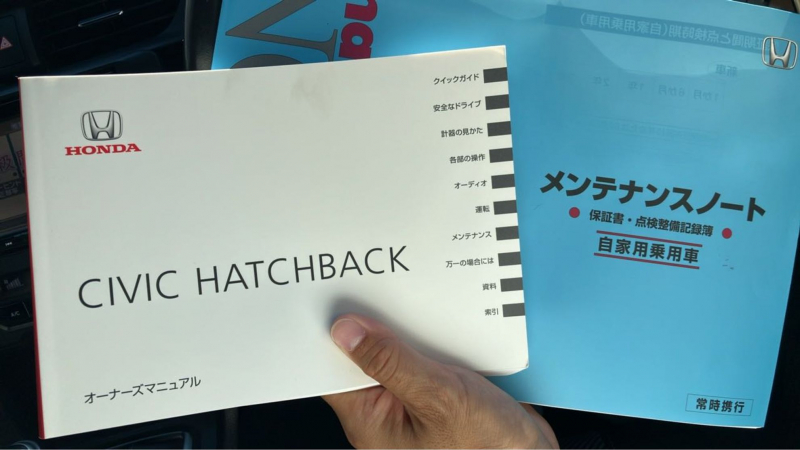 HONDA
CIVIC HATCHBACK
オーナーズマニュアル
クイックガイド
安全なドライブ
計器の見かた
各部の操作
オーディオ
運転
メンテナンス
万一の場合には
資料
索引
メンテナンスノート
● 保証書・点検整備記録簿 ●
自家用乗用車
常時携行